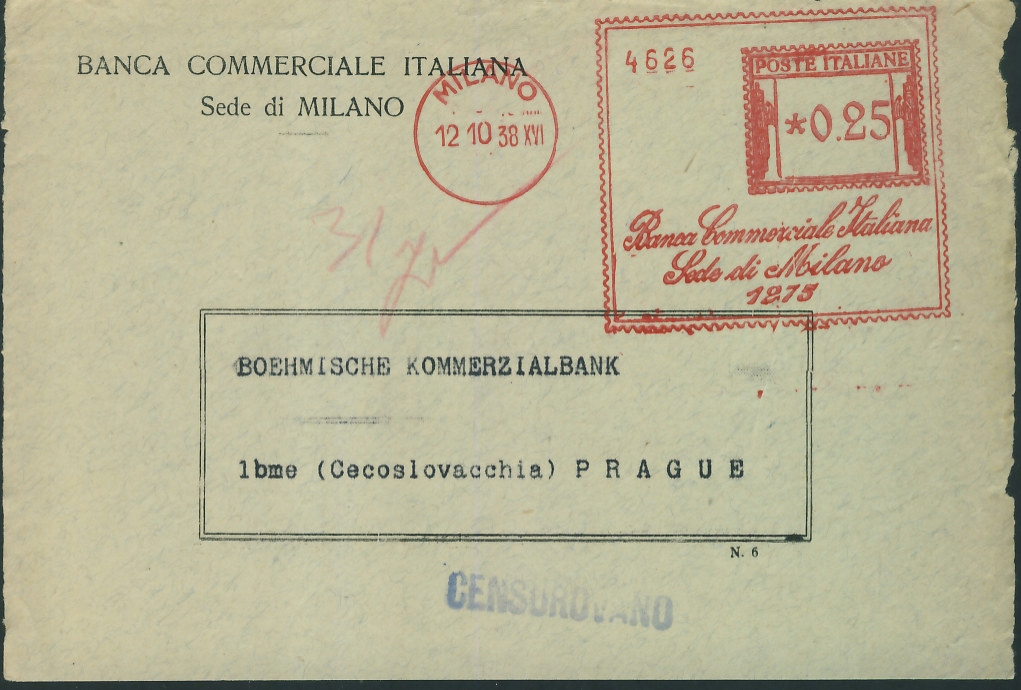 BANCA COMMERCIALE ITALIANA
Sede di MILANO
MILANO
12 10 38 XVI
4626
POSTE ITALIANE
*0.25
Banca Commerciale Italiana
Sede di Milano
1275
BOEHMISCHE KOMMERZIALBANK
lbme (Cecoslovacchia) P R A G U E
N. 6
CENSUROVANO